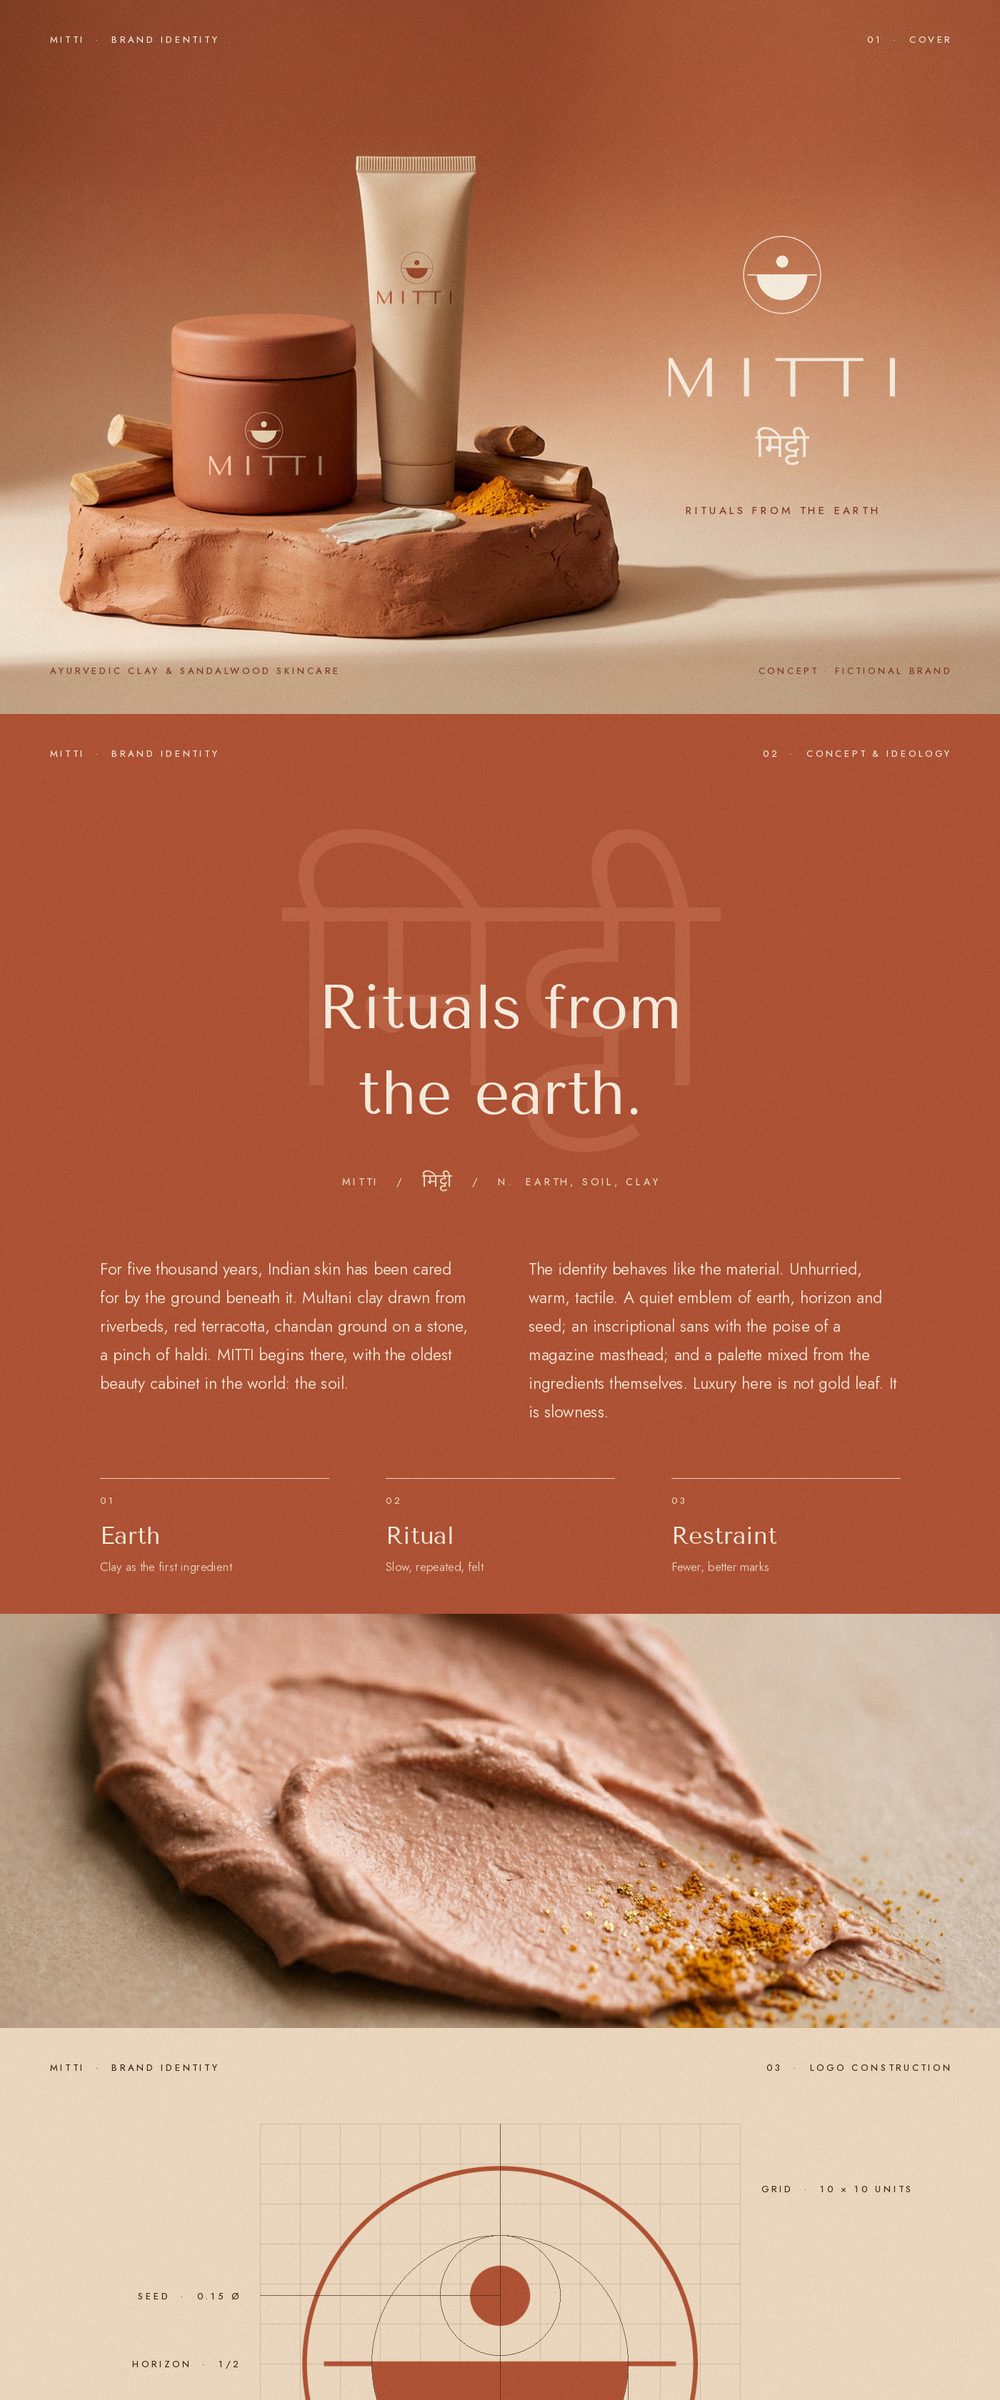 MITTI · BRAND IDENTITY
01 · COVER
MITTI
MITTI
MITTI
मिट्टी
RITUALS FROM THE EARTH
AYURVEDIC CLAY & SANDALWOOD SKINCARE
CONCEPT · FICTIONAL BRAND
MITTI · BRAND IDENTITY
02 · CONCEPT & IDEOLOGY
मिट्टी
Rituals from
the earth.
MITTI / मिट्टी / N. EARTH, SOIL, CLAY
For five thousand years, Indian skin has been cared
for by the ground beneath it. Multani clay drawn from
riverbeds, red terracotta, chandan ground on a stone,
a pinch of haldi. MITTI begins there, with the oldest
beauty cabinet in the world: the soil.
The identity behaves like the material. Unhurried,
warm, tactile. A quiet emblem of earth, horizon and
seed; an inscriptional sans with the poise of a
magazine masthead; and a palette mixed from the
ingredients themselves. Luxury here is not gold leaf. It
is slowness.
01
Earth
Clay as the first ingredient
02
Ritual
Slow, repeated, felt
03
Restraint
Fewer, better marks
MITTI · BRAND IDENTITY
03 · LOGO CONSTRUCTION
GRID · 10 × 10 UNITS
SEED · 0.15 Ø
HORIZON · 1/2